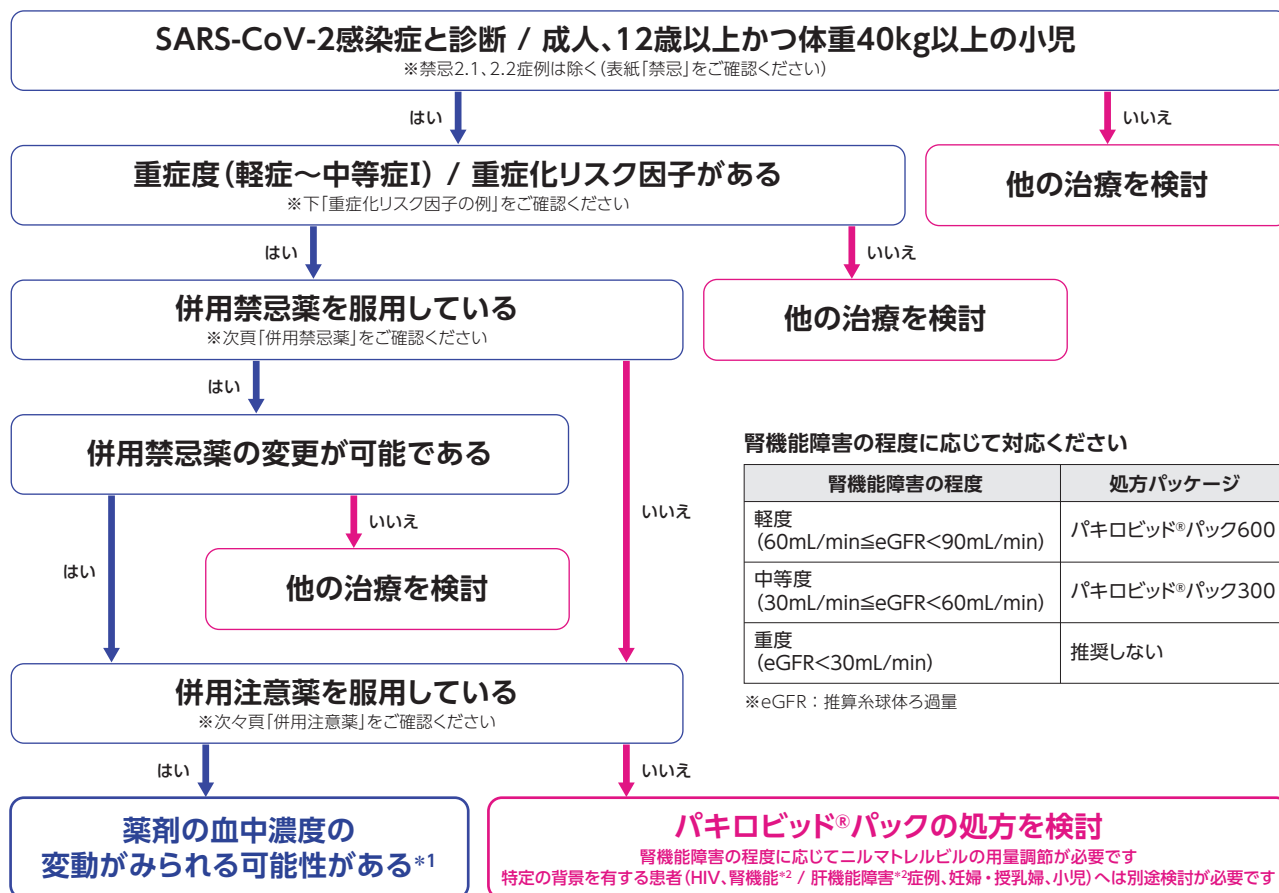 SARS-CoV-2感染症と診断 / 成人、12歳以上かつ体重40kg以上の小児
※禁忌2.1、2.2症例は除く(表紙「禁忌」をご確認ください)
はい
いいえ
重症度(軽症〜中等症I) / 重症化リスク因子がある
※下「重症化リスク因子の例」をご確認ください
他の治療を検討
はい
いいえ
併用禁忌薬を服用している
※次頁「併用禁忌薬」をご確認ください
他の治療を検討
はい
併用禁忌薬の変更が可能である
いいえ
いいえ
はい
他の治療を検討
腎機能障害の程度に応じて対応ください
腎機能障害の程度 処方パッケージ
軽度
(60mL/min≦eGFR<90mL/min) パキロビッド®パック600
中等度
(30mL/min≦eGFR<60mL/min) パキロビッド®パック300
重度
(eGFR<30mL/min) 推奨しない
※eGFR:推算糸球体ろ過量
併用注意薬を服用している
※次々頁「併用注意薬」をご確認ください
はい
いいえ
薬剤の血中濃度の
変動がみられる可能性がある*1
パキロビッド®パックの処方を検討
腎機能障害の程度に応じてニルマトレルビルの用量調節が必要です
特定の背景を有する患者(HIV、腎機能*2 / 肝機能障害*2症例、妊婦・授乳婦、小児)へは別途検討が必要です